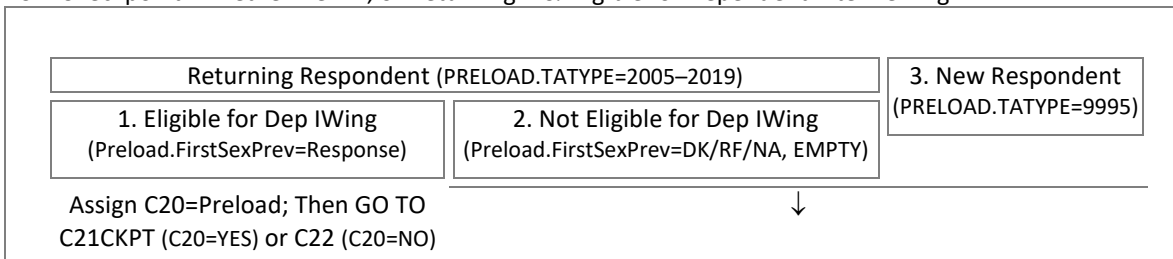 Returning Respondent (PRELOAD.TATYPE=2005–2019)
3. New Respondent
(PRELOAD.TATYPE=9995)
1. Eligible for Dep IWing
(Preload.FirstSexPrev=Response)
2. Not Eligible for Dep IWing
(Preload.FirstSexPrev=DK/RF/NA, EMPTY)
Assign C20=Preload; Then GO TO
C21CKPT (C20=YES) or C22 (C20=NO)
↓